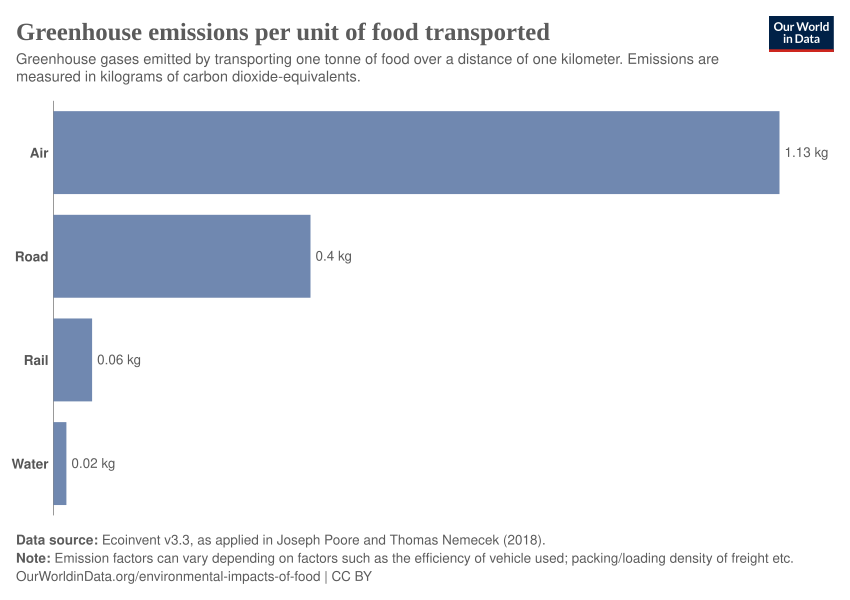 Greenhouse emissions per unit of food transported
Our World
in Data
Greenhouse gases emitted by transporting one tonne of food over a distance of one kilometer. Emissions are
measured in kilograms of carbon dioxide-equivalents.
Air
1.13 kg
Road
0.4 kg
Rail
0.06 kg
Water
0.02 kg
Data source: Ecoinvent v3.3, as applied in Joseph Poore and Thomas Nemecek (2018).
Note: Emission factors can vary depending on factors such as the efficiency of vehicle used; packing/loading density of freight etc.
OurWorldinData.org/environmental-impacts-of-food | CC BY